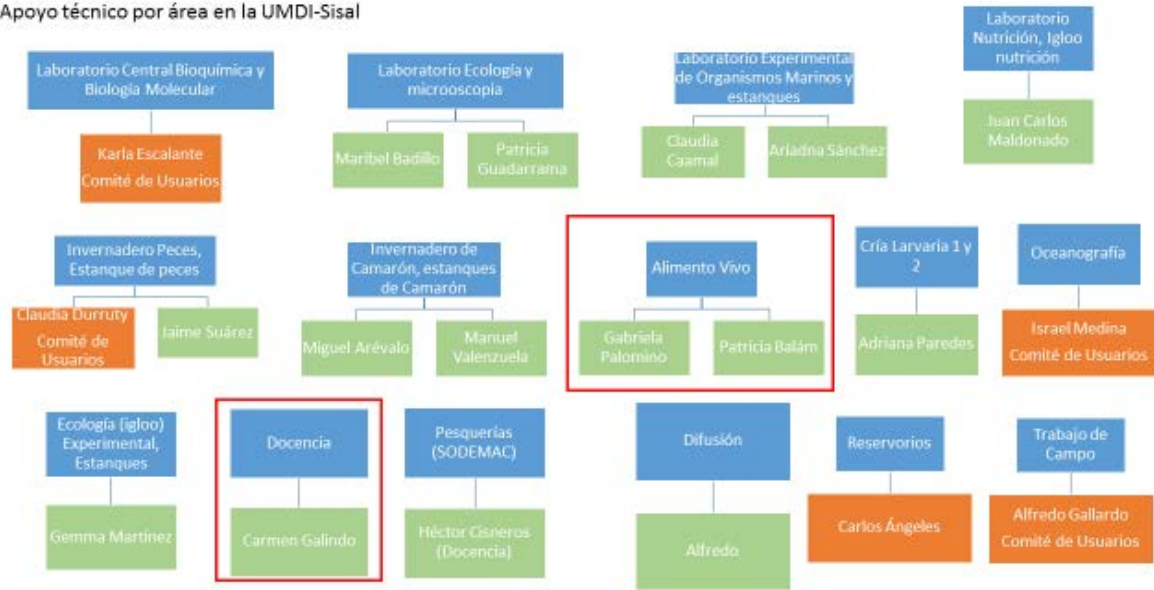 Apoyo técnico por área en la UMDI-Sisal
Laboratorio Central Bioquímica y
Biología Molecular
Karla Escalante
Comité de Usuarios
Laboratorio Ecología y
microoscopia
Maribel Badillo
Patricia
Guadarrama
Laboratorio Experimental
de Organismos Marinos y
estanques
Claudia
Caamal
Ariadna Sánchez
Laboratorio
Nutrición, Igloo
nutrición
Juan Carlos
Maldonado
Invernadero Peces,
Estanque de peces
Claudia Durruty
Comité de
Usuarios
Jaime Suárez
Invernadero de
Camarón, estanques
de Camarón
Miguel Arévalo
Manuel
Valenzuela
Alimento Vivo
Gabriela
Palomino
Patricia Balám
Cría Larvaria 1 y
2
Adriana Paredes
Oceanografía
Israel Medina
Comité de Usuarios
Ecología (igloo)
Experimental,
Estanques
Gemma Martínez
Docencia
Carmen Galindo
Pesquerías
(SODEMAC)
Héctor Cisneros
(Docencia)
Difusión
Alfredo
Reservorios
Carlos Ángeles
Trabajo de
Campo
Alfredo Gallardo
Comité de Usuarios